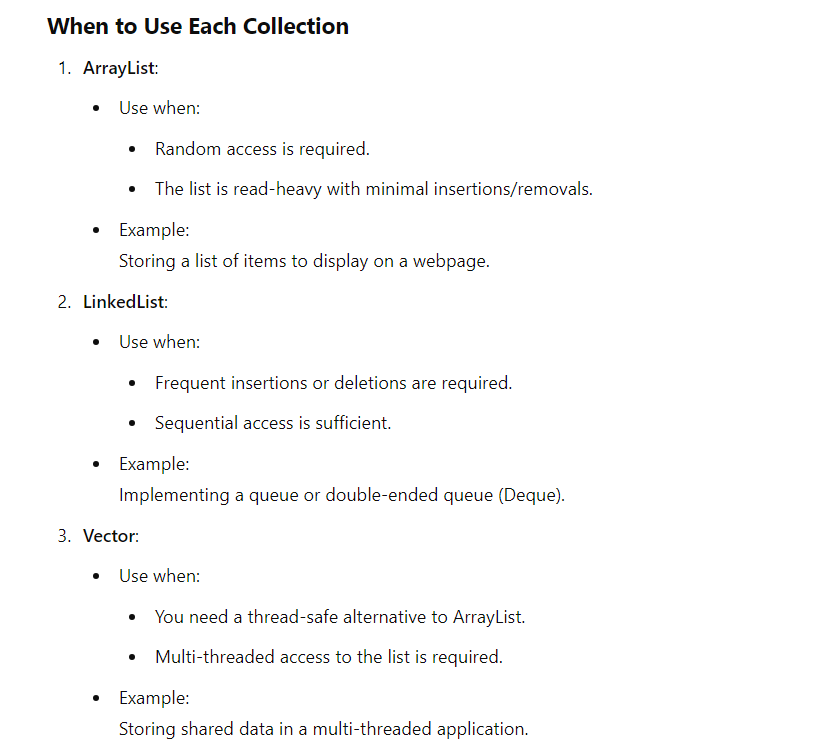 When to Use Each Collection
1. ArrayList:
• Use when:
• Random access is required.
• The list is read-heavy with minimal insertions/removals.
• Example:
Storing a list of items to display on a webpage.
2. LinkedList:
• Use when:
• Frequent insertions or deletions are required.
• Sequential access is sufficient.
• Example:
Implementing a queue or double-ended queue (Deque).
3. Vector:
• Use when:
• You need a thread-safe alternative to ArrayList.
• Multi-threaded access to the list is required.
• Example:
Storing shared data in a multi-threaded application.